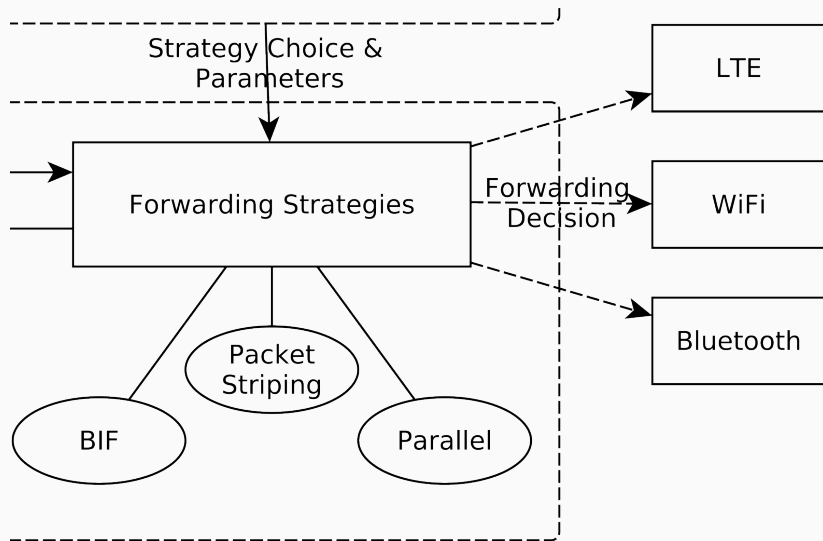 Strategy Choice &
Parameters
LTE
Forwarding Strategies
Forwarding
Decision
WiFi
Packet
Striping
Bluetooth
BIF
Parallel